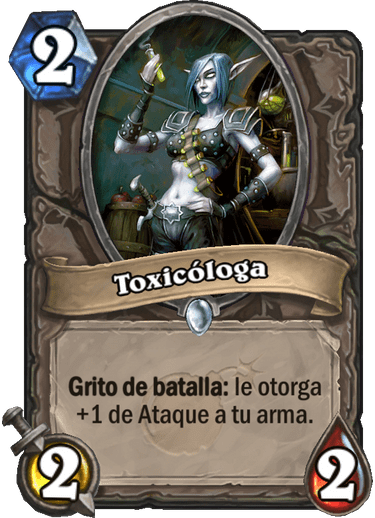 2
Toxicóloga
Grito de batalla: le otorga
+1 de Ataque a tu arma.
2
2